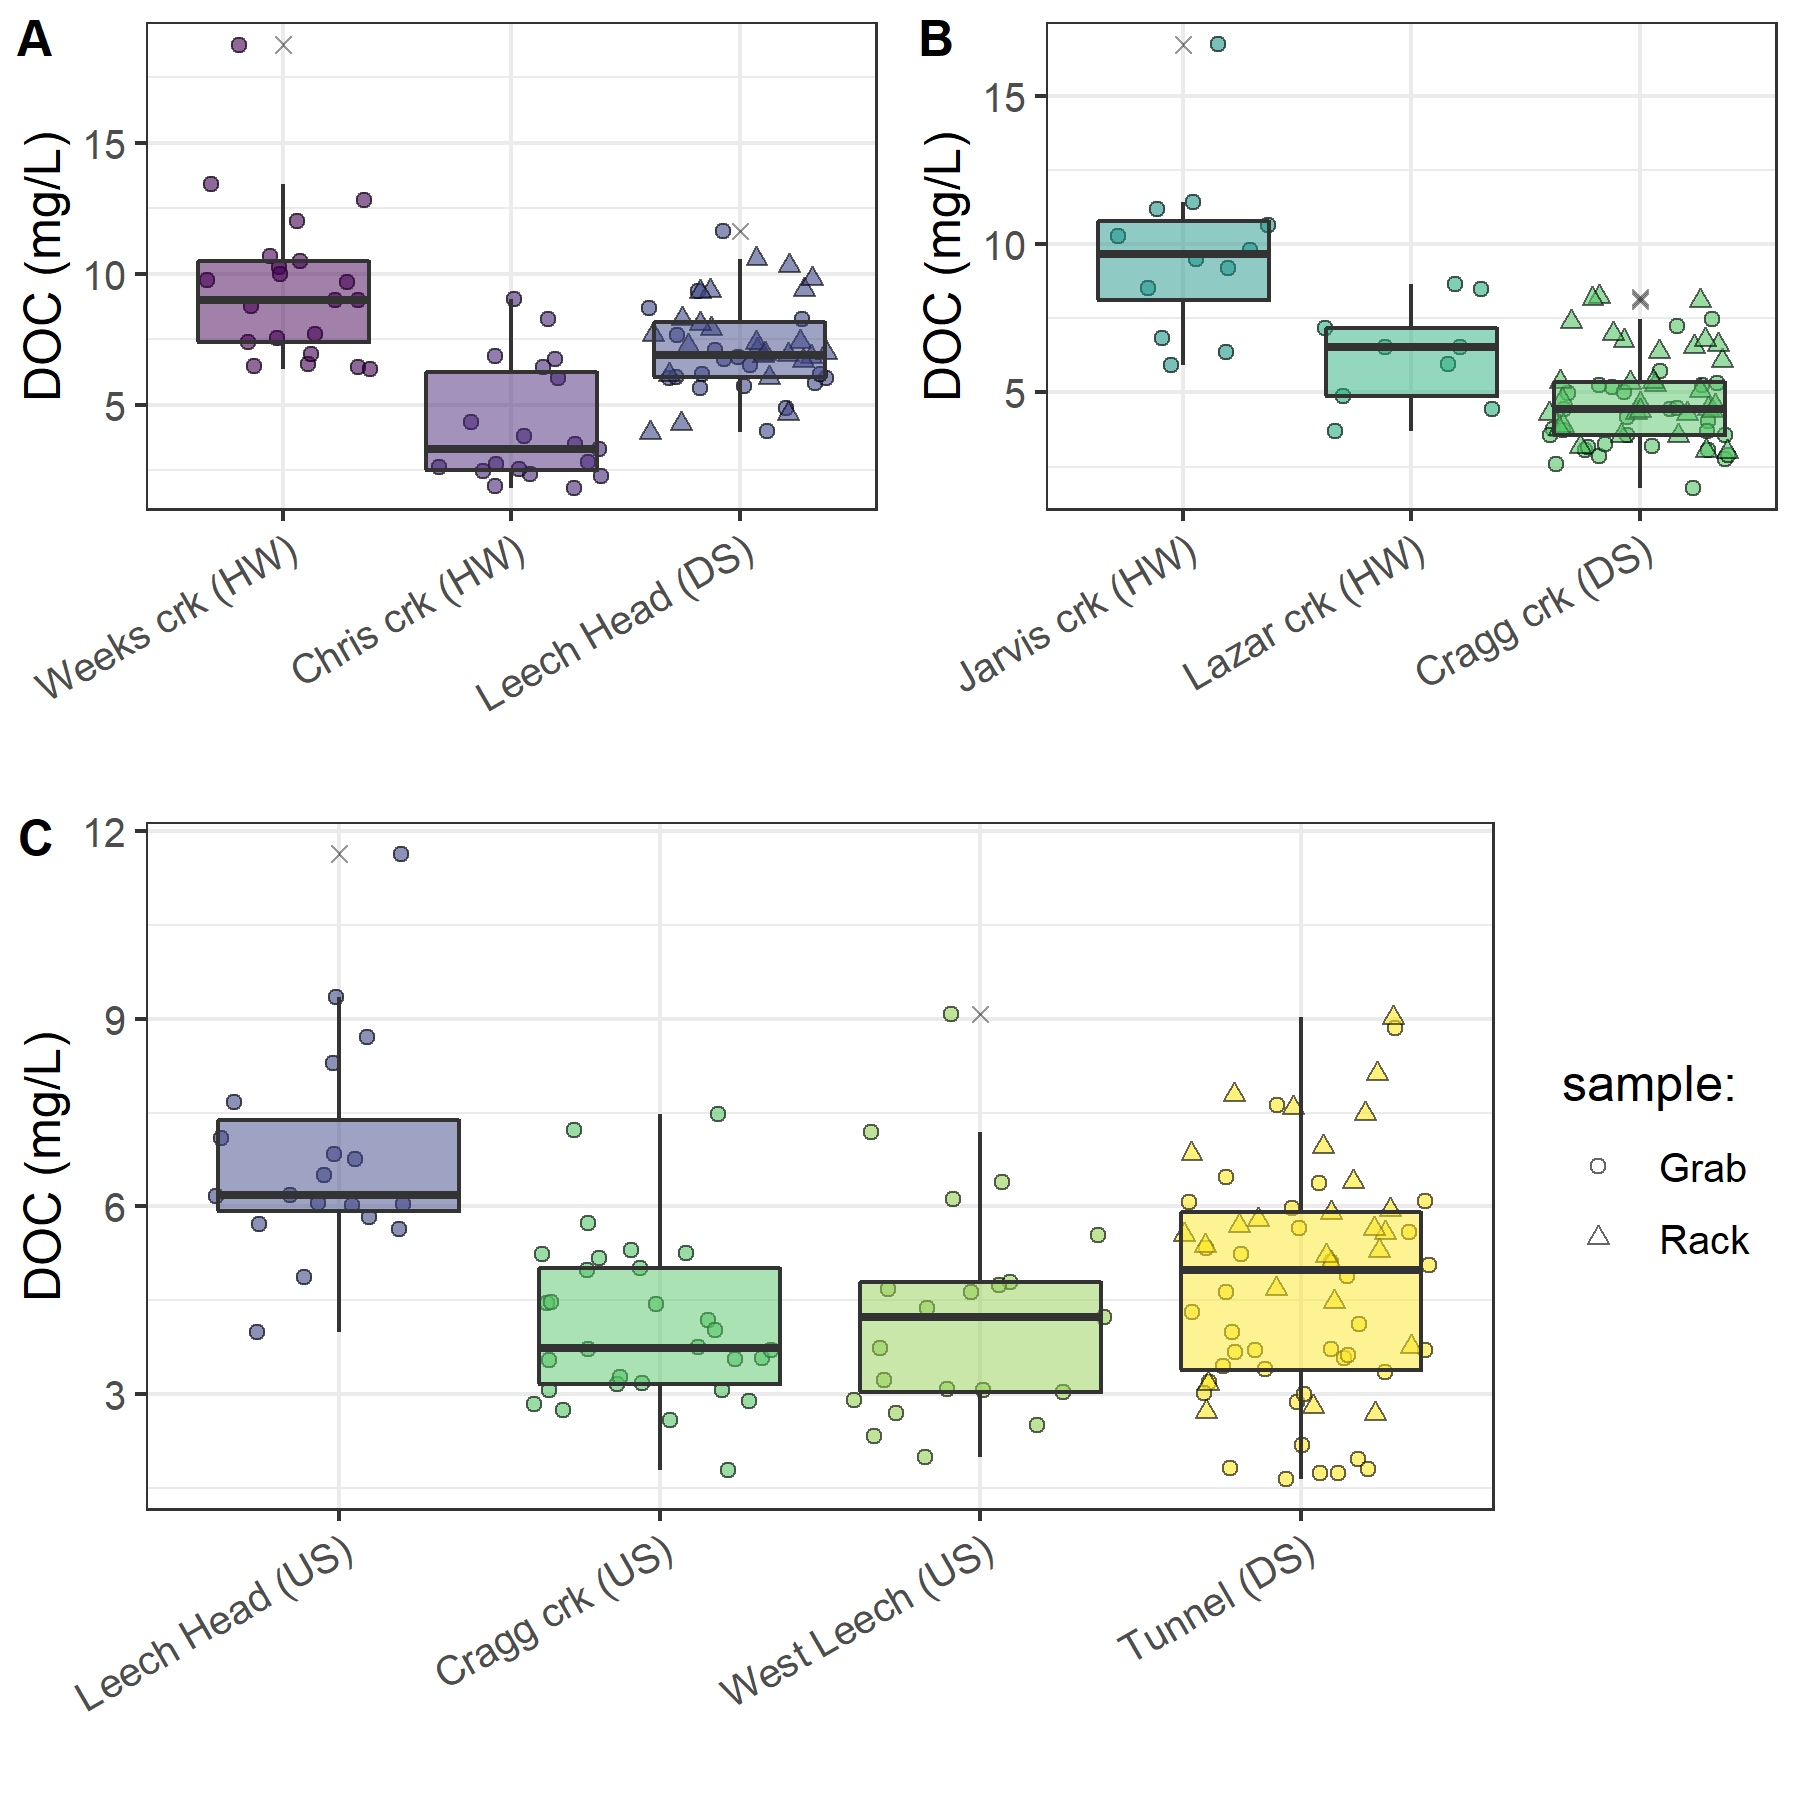 A
DOC (mg/L)
15
10
5
Weeks crk (HW)
Chris crk (HW)
Leech Head (DS)
B
DOC (mg/L)
15
10
5
Jarvis crk (HW)
Lazar crk (HW)
Cragg crk (DS)
C
DOC (mg/L)
12
9
6
3
Leech Head (US)
Cragg crk (US)
West Leech (US)
Tunnel (DS)
sample:
Grab
Rack